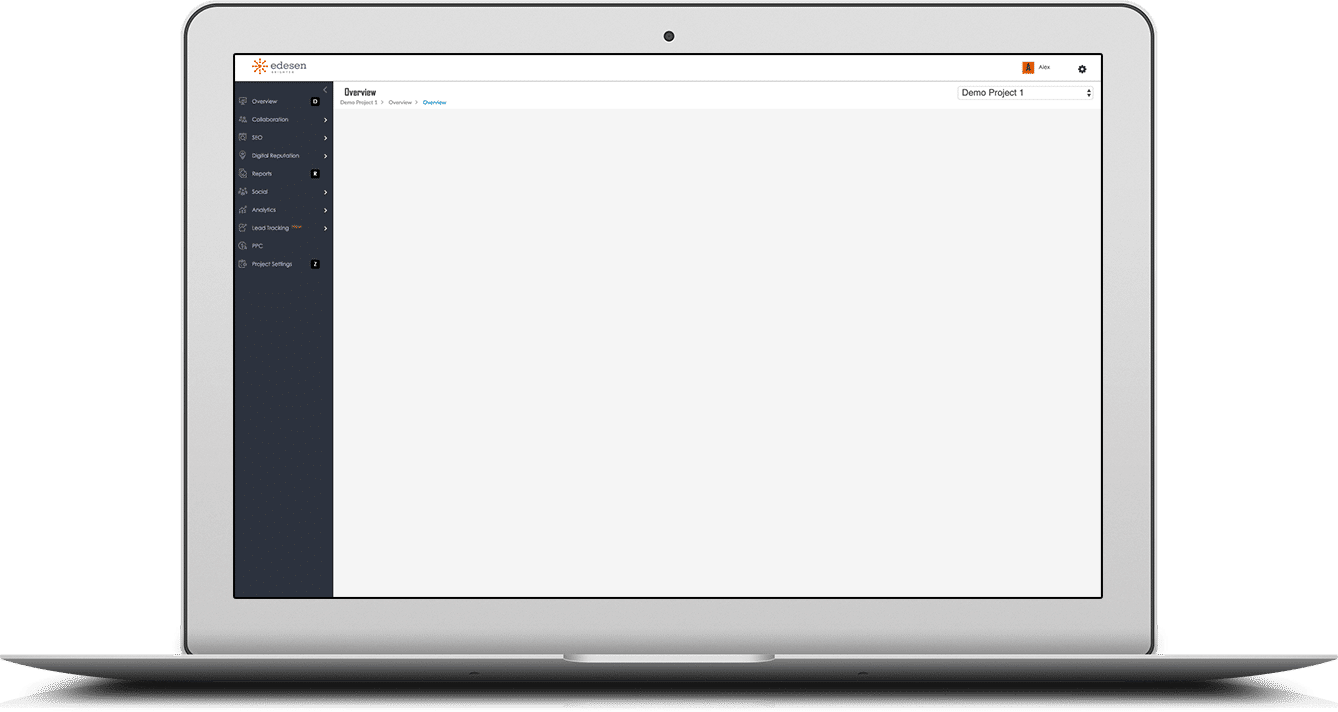 edesen
Alex
Overview
Demo Project 1 > Overview > Overview
Demo Project 1
Overview D
Collaboration
SEO
Digital Reputation
Reports R
Social
Analytics
Lead Tracking New
PPC
Project Settings Z